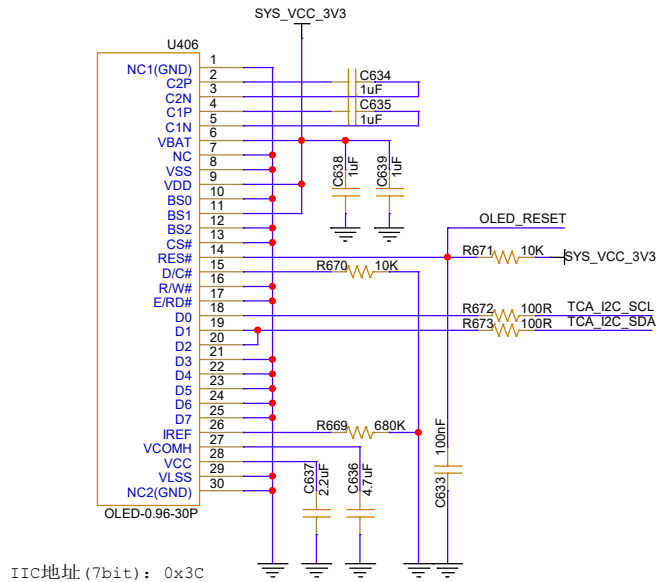 SYS_VCC_3V3
U406
NC1(GND) 1
C2P 2
C2N 3
C1P 4
C1N 5
VBAT 6
NC 7
VSS 8
VDD 9
BS0 10
BS1 11
BS2 12
CS# 13
RES# 14
D/C# 15
R/W# 16
E/RD# 17
D0 18
D1 19
D2 20
D3 21
D4 22
D5 23
D6 24
D7 25
IREF 26
VCOMH 27
VCC 28
VLSS 29
NC2(GND) 30
OLED-0.96-30P
C634
1uF
C635
1uF
C638
1uF
C639
1uF
OLED_RESET
R671 10K
SYS_VCC_3V3
R670 10K
R672 100R TCA_I2C_SCL
R673 100R TCA_I2C_SDA
R669 680K
C637
2.2uF
C636
4.7uF
C633
100nF
IIC地址(7bit): 0x3C